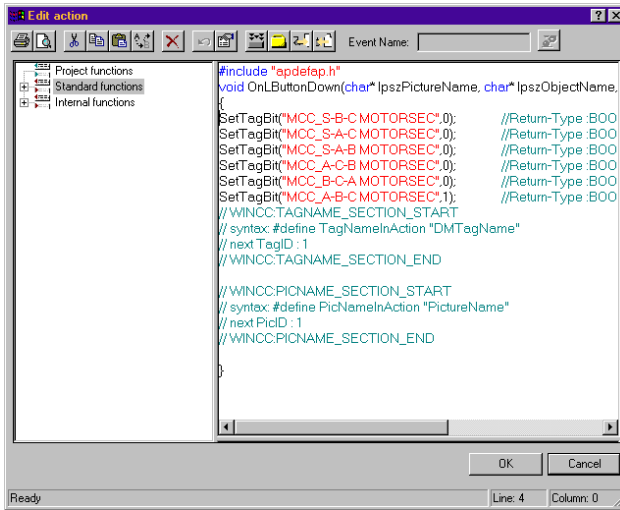 Edit action
Event Name:
Project functions
Standard functions
Internal functions
#include "apdefap.h"
void OnLButtonDown(char* lpszPictureName, char* lpszObjectName,
{
SetTagBit("MCC_S-B-C MOTORSEC",0); //Return-Type :BOO
SetTagBit("MCC_S-A-C MOTORSEC",0); //Return-Type :BOO
SetTagBit("MCC_S-A-B MOTORSEC",0); //Return-Type :BOO
SetTagBit("MCC_A-C-B MOTORSEC",0); //Return-Type :BOO
SetTagBit("MCC_B-C-A MOTORSEC",0); //Return-Type :BOO
SetTagBit("MCC_A-B-C MOTORSEC",1); //Return-Type :BOO
// WINCC:TAGNAME_SECTION_START
// syntax: #define TagNameInAction "DMTagName"
// next TagID : 1
// WINCC:TAGNAME_SECTION_END
// WINCC:PICNAME_SECTION_START
// syntax: #define PicNameInAction "PictureName"
// next PicID : 1
// WINCC:PICNAME_SECTION_END
}
OK Cancel
Ready Line: 4 Column: 0